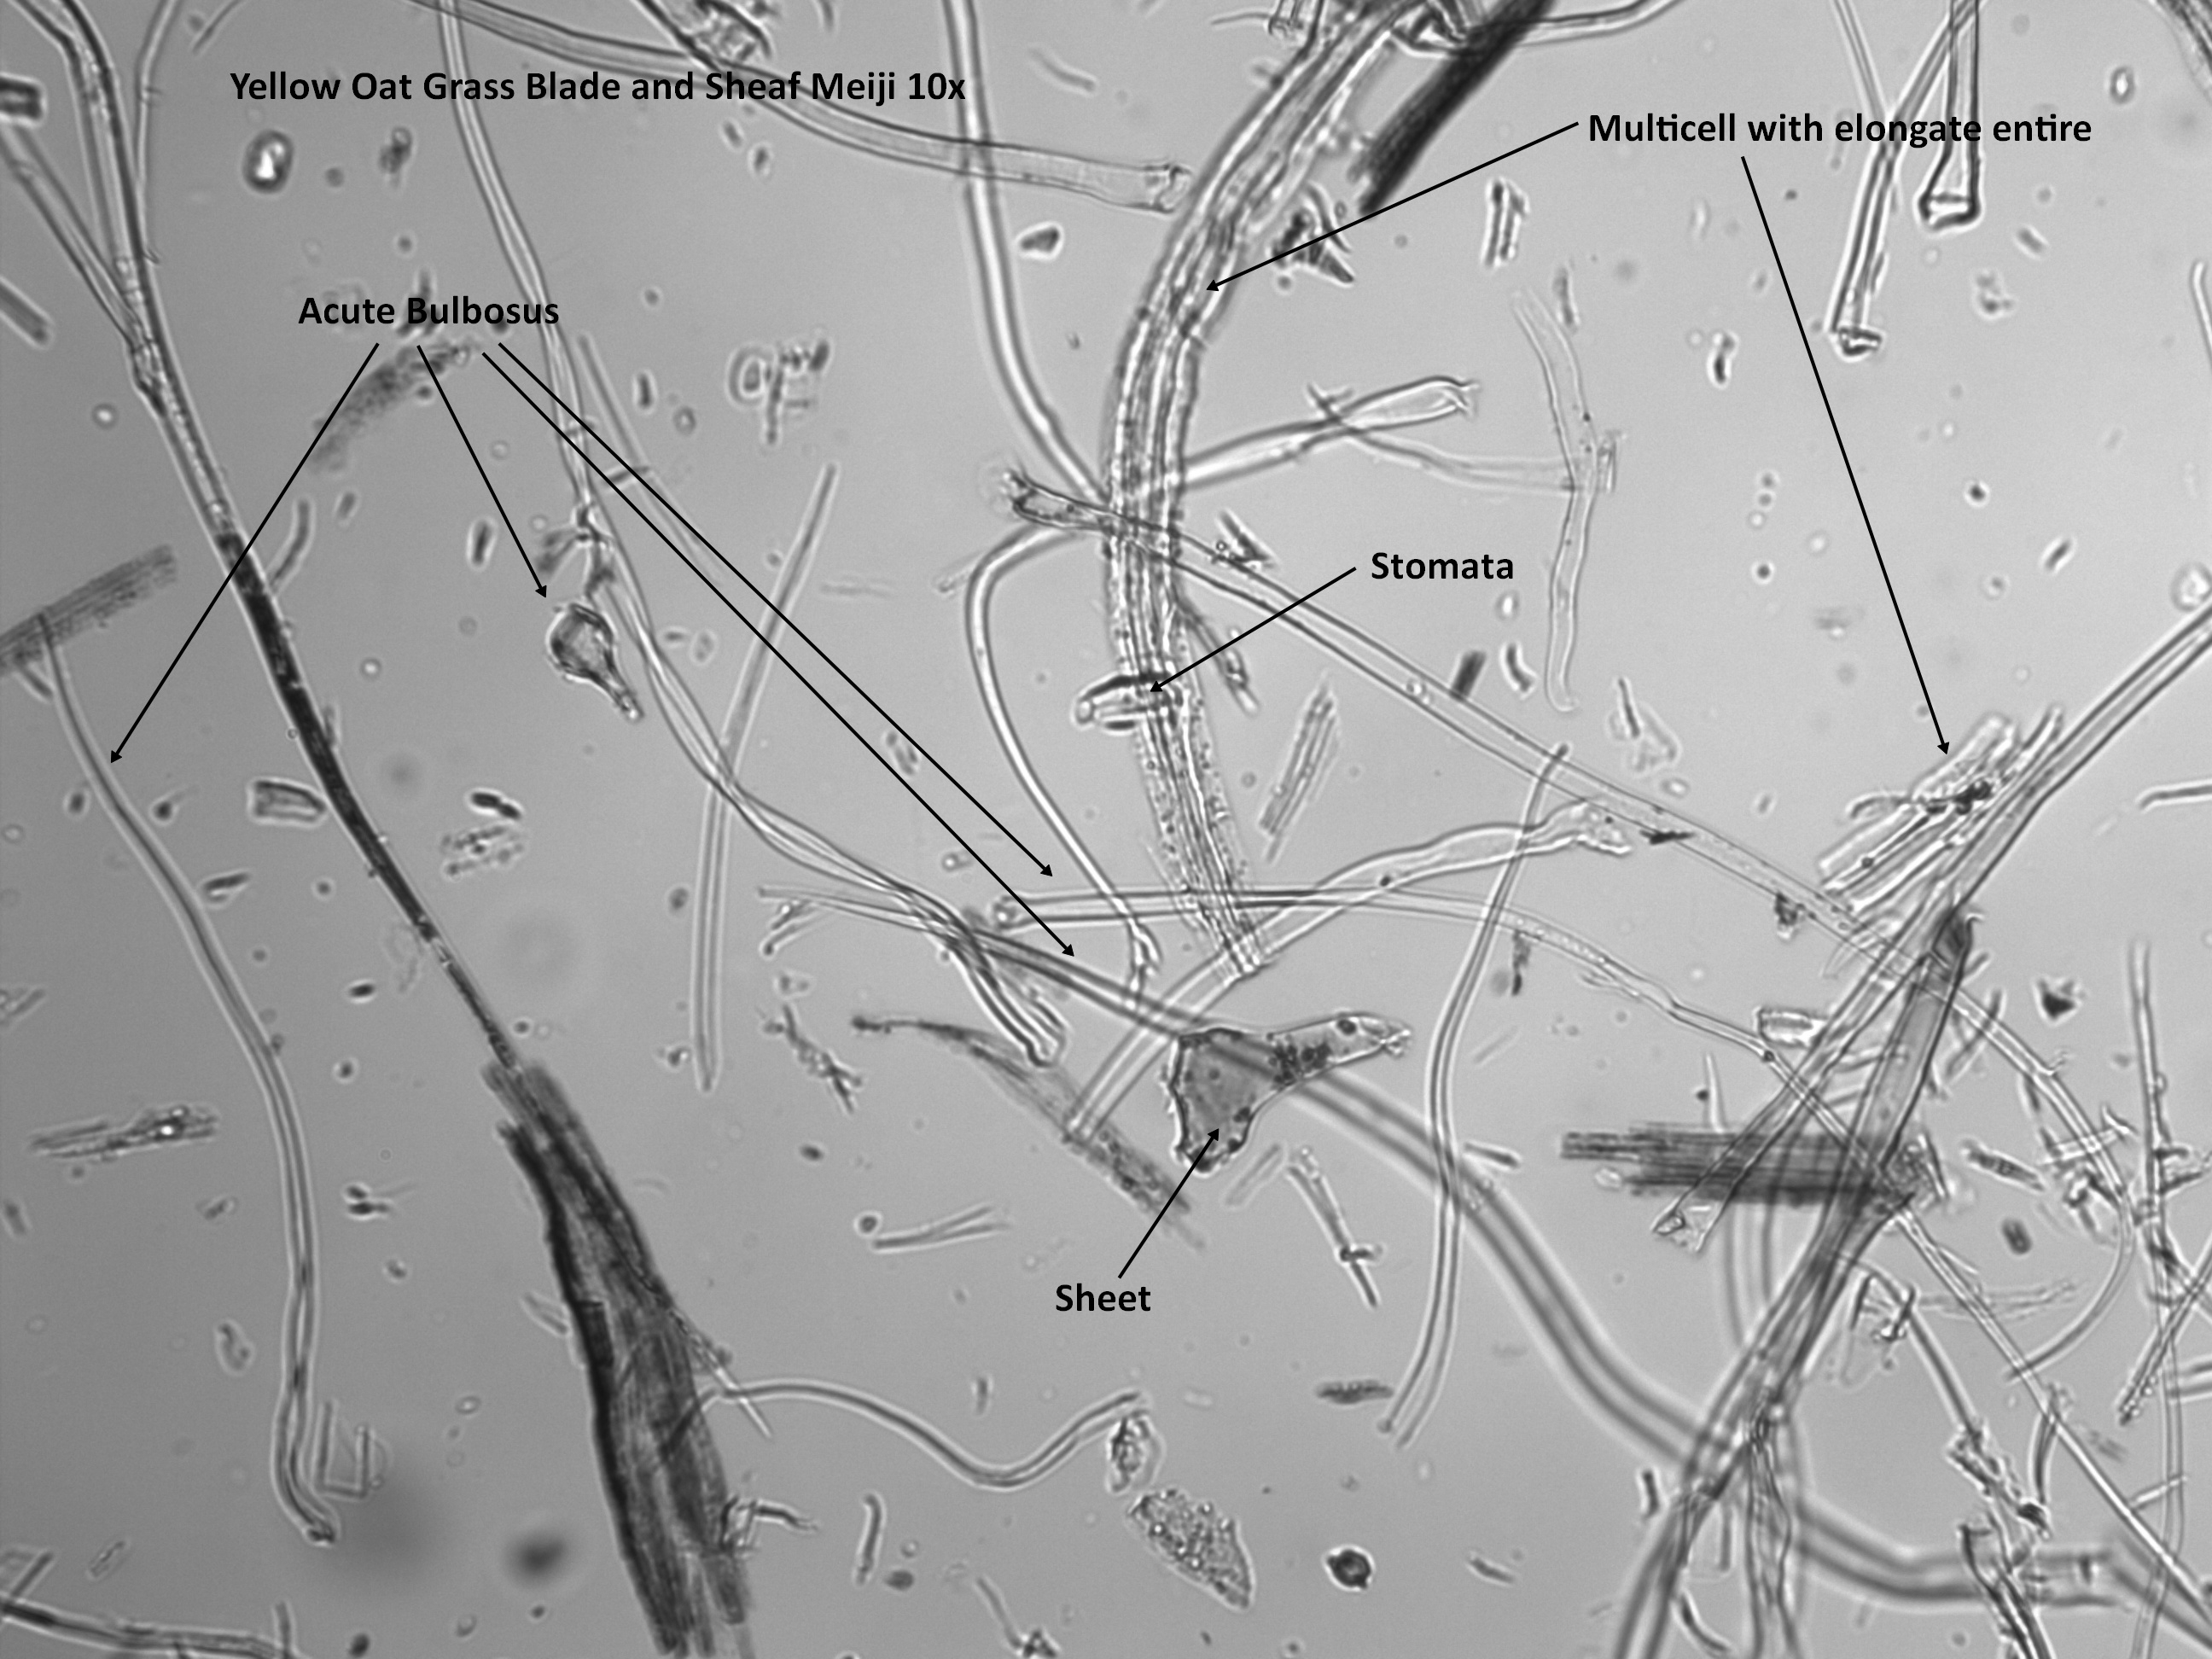 Yellow Oat Grass Blade and Sheaf Meiji 10x
Multicell with elongate entire
Acute Bulbosus
Stomata
Sheet